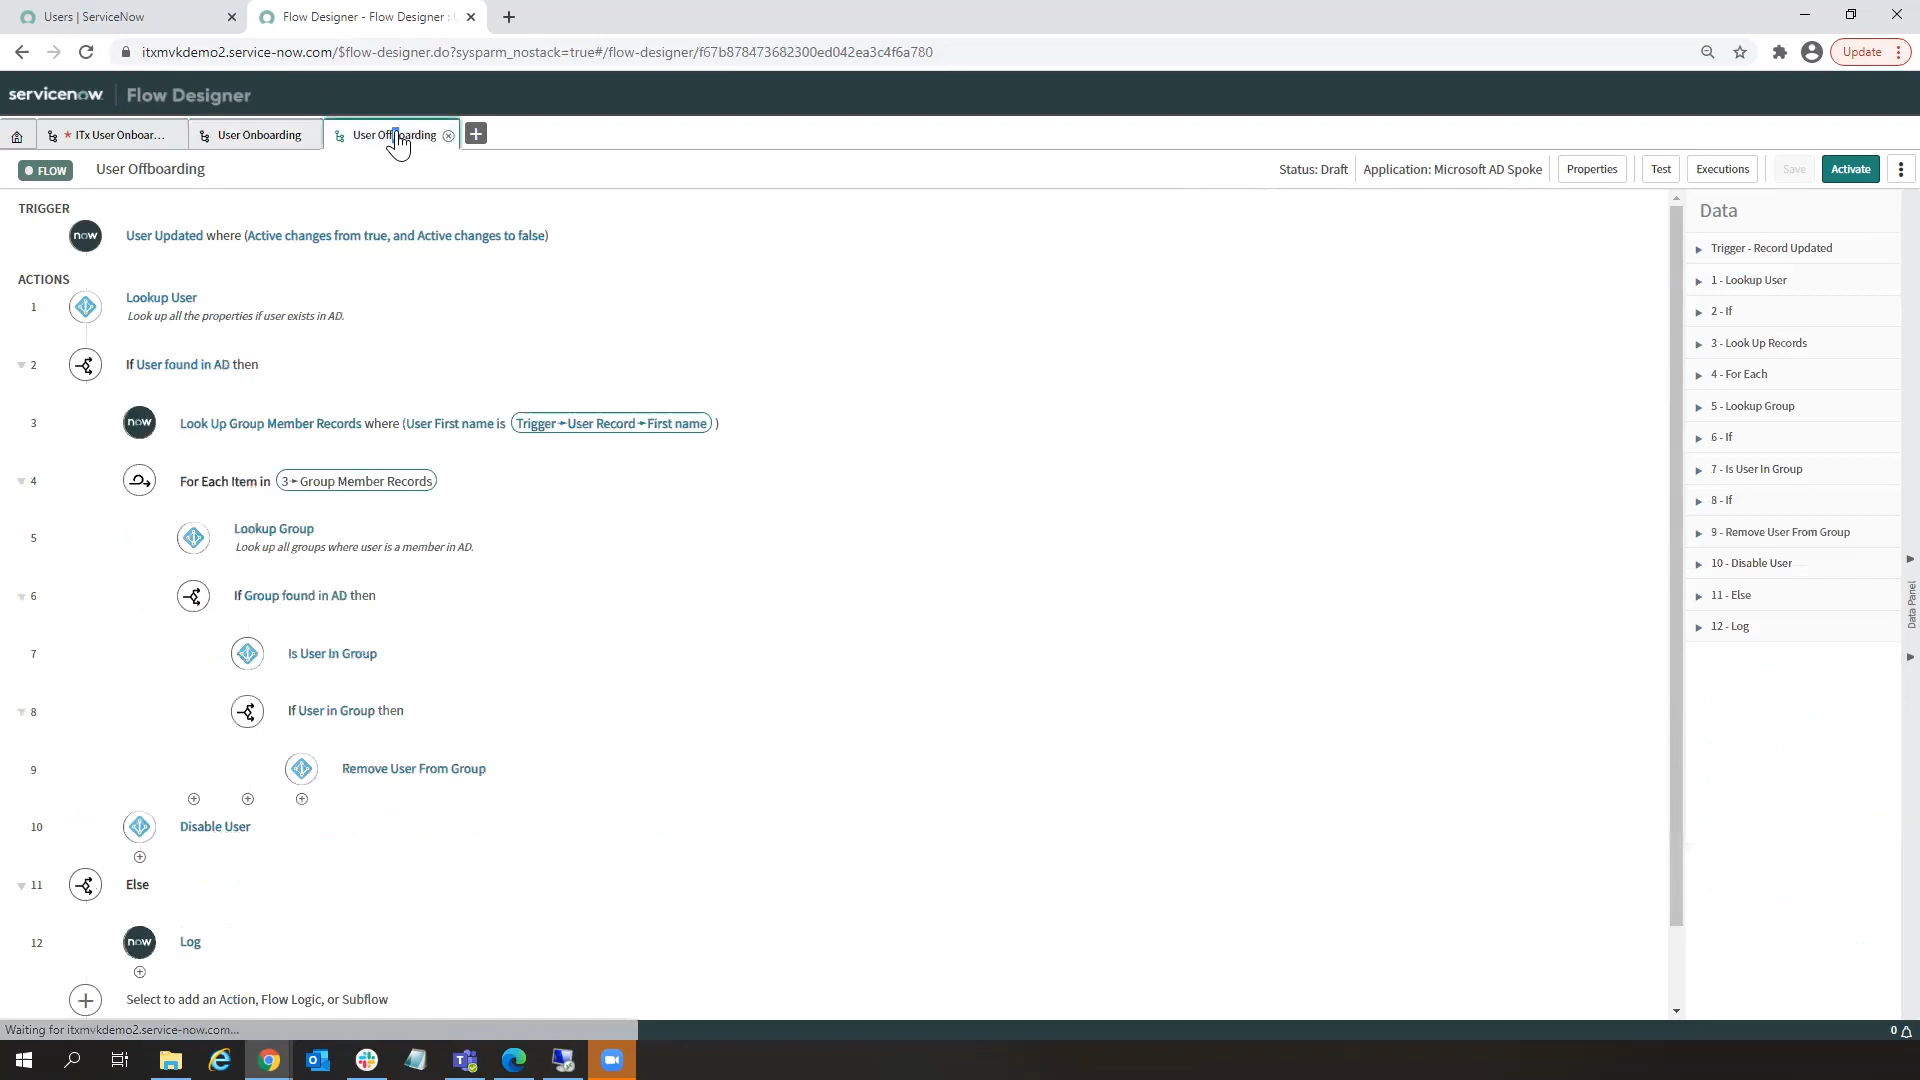 Users | ServiceNow
Flow Designer - Flow Designer :
itxmvkdemo2.service-now.com/$flow-designer.do?sysparm_nostack=true#/flow-designer/f67b878473682300ed042ea3c4f6a780
Update
servicenow Flow Designer
* ITx User Onboar...
User Onboarding
User Offboarding
FLOW
User Offboarding
Status: Draft
Application: Microsoft AD Spoke
Properties
Test
Executions
Save
Activate
TRIGGER
now User Updated where (Active changes from true, and Active changes to false)
ACTIONS
1 Lookup User
Look up all the properties if user exists in AD.
2 If User found in AD then
3 now Look Up Group Member Records where (User First name is Trigger➛User Record➛First name )
4 For Each Item in 3➛Group Member Records
5 Lookup Group
Look up all groups where user is a member in AD.
6 If Group found in AD then
7 Is User In Group
8 If User in Group then
9 Remove User From Group
10 Disable User
11 Else
12 now Log
Select to add an Action, Flow Logic, or Subflow
Data
Trigger - Record Updated
1 - Lookup User
2 - If
3 - Look Up Records
4 - For Each
5 - Lookup Group
6 - If
7 - Is User In Group
8 - If
9 - Remove User From Group
10 - Disable User
11 - Else
12 - Log
Data Panel
Waiting for itxmvkdemo2.service-now.com...
0